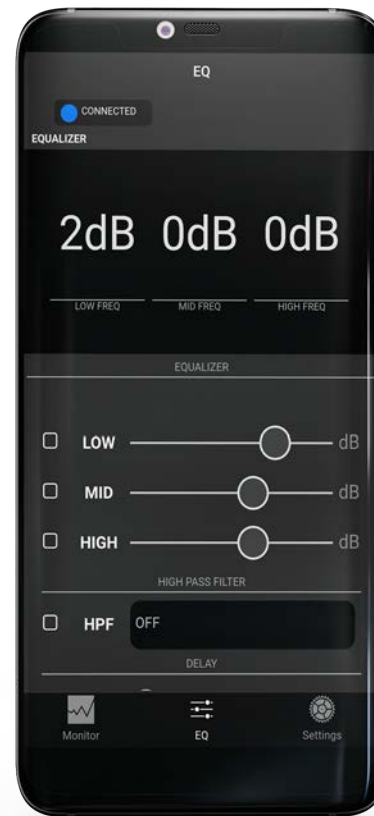 EQ
CONNECTED
EQUALIZER
2dB 0dB 0dB
LOW FREQ MID FREQ HIGH FREQ
EQUALIZER
LOW dB
MID dB
HIGH dB
HIGH PASS FILTER
HPF OFF
DELAY
Monitor EQ Settings